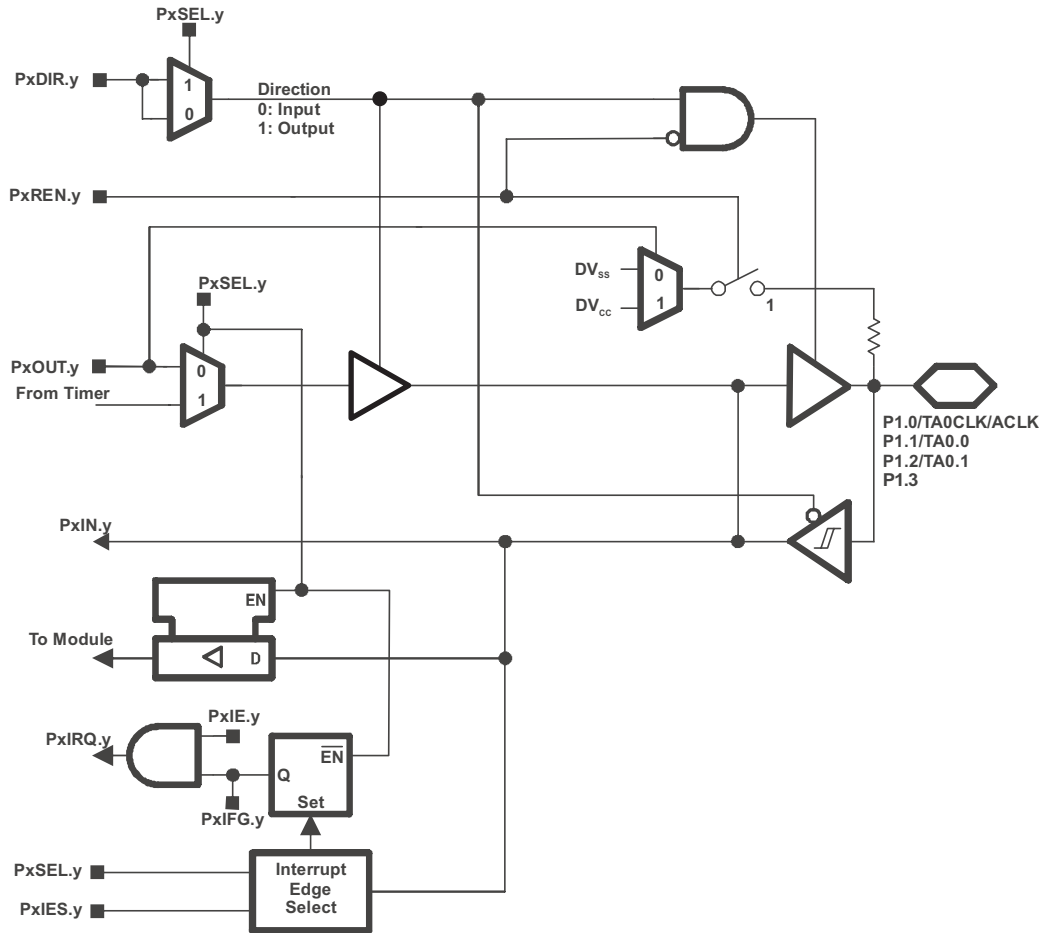 PxSEL.y
PxDIR.y
1
0
Direction
0: Input
1: Output
PxREN.y
DVss
DVcc
0
1
1
PxSEL.y
PxOUT.y
From Timer
0
1
P1.0/TA0CLK/ACLK
P1.1/TA0.0
P1.2/TA0.1
P1.3
PxIN.y
EN
To Module
D
PxIE.y
PxIRQ.y
EN
Q
Set
PxIFG.y
PxSEL.y
PxIES.y
Interrupt
Edge
Select